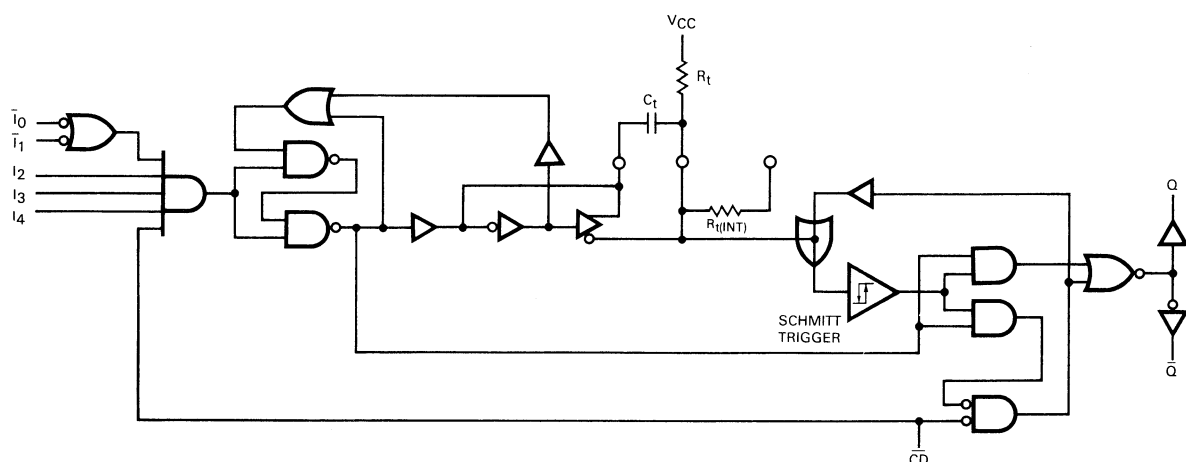 VCC
Rt
Ct
I̅0
I̅1
I2
I3
I4
Rt(INT)
Q
SCHMITT
TRIGGER
Q̅
C̅D̅